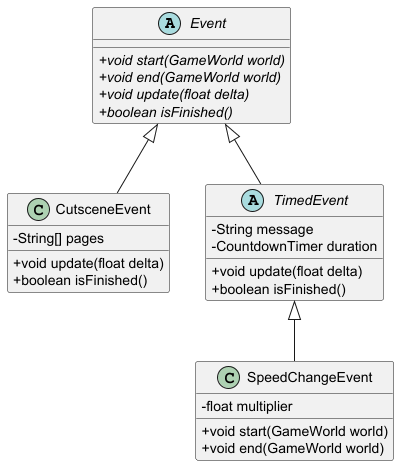 A Event
+void start(GameWorld world)
+void end(GameWorld world)
+void update(float delta)
+boolean isFinished()
C CutsceneEvent
-String[] pages
+void update(float delta)
+boolean isFinished()
A TimedEvent
-String message
-CountdownTimer duration
+void update(float delta)
+boolean isFinished()
C SpeedChangeEvent
-float multiplier
+void start(GameWorld world)
+void end(GameWorld world)